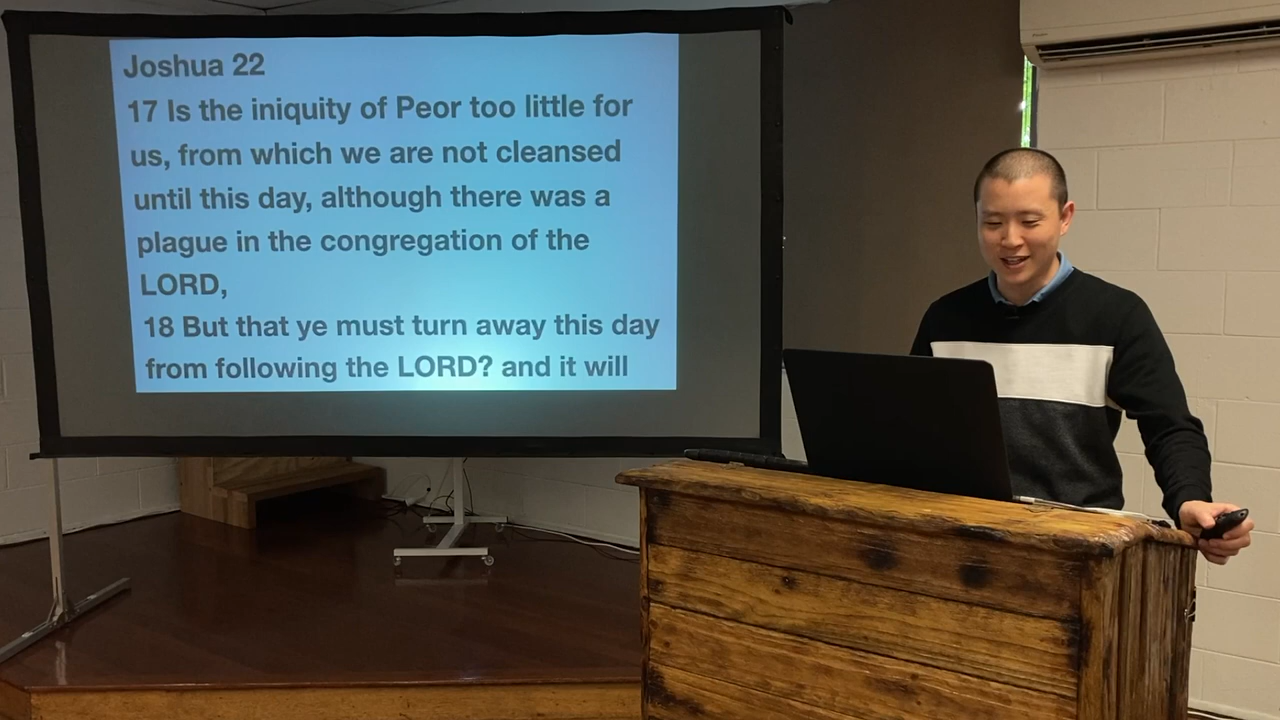 Joshua 22
17 Is the iniquity of Peor too little for
us, from which we are not cleansed
until this day, although there was a
plague in the congregation of the
LORD,
18 But that ye must turn away this day
from following the LORD? and it will